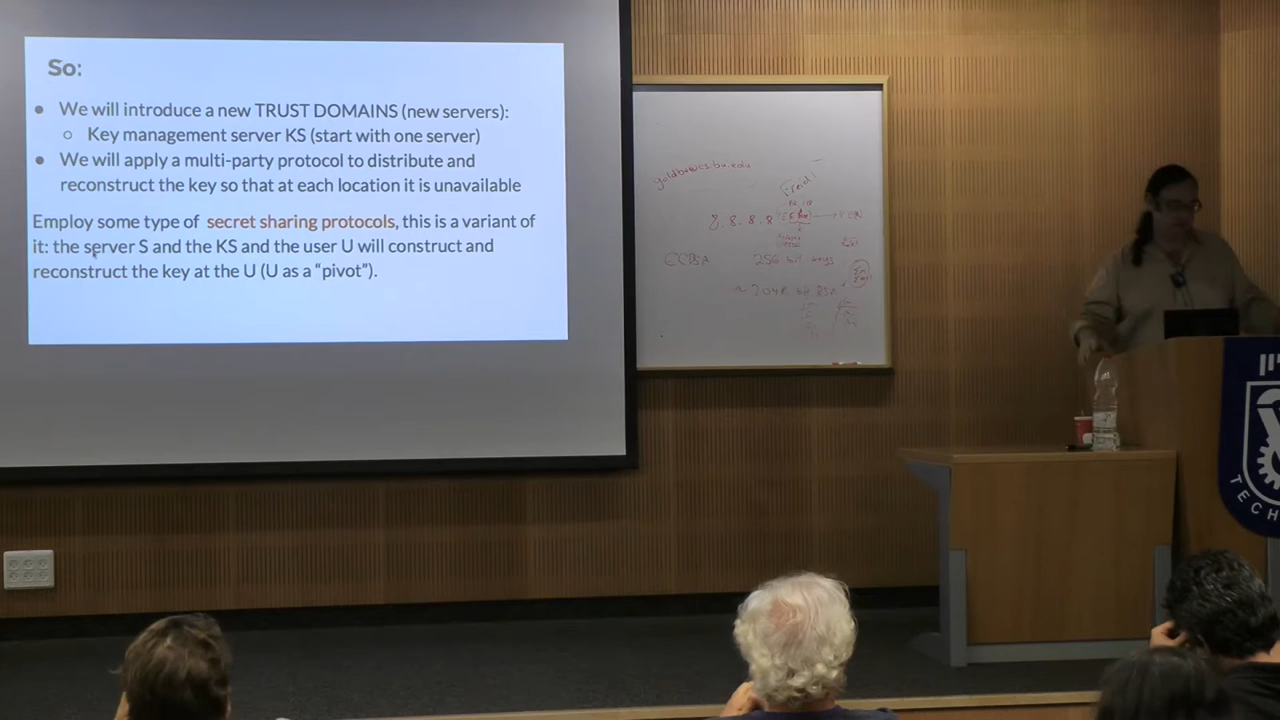 So:
● We will introduce a new TRUST DOMAINS (new servers):
○ Key management server KS (start with one server)
● We will apply a multi-party protocol to distribute and
reconstruct the key so that at each location it is unavailable
Employ some type of secret sharing protocols, this is a variant of
it: the server S and the KS and the user U will construct and
reconstruct the key at the U (U as a “pivot”).
8.8.8.8
256 bit keys
2048 bit RSA
TECH